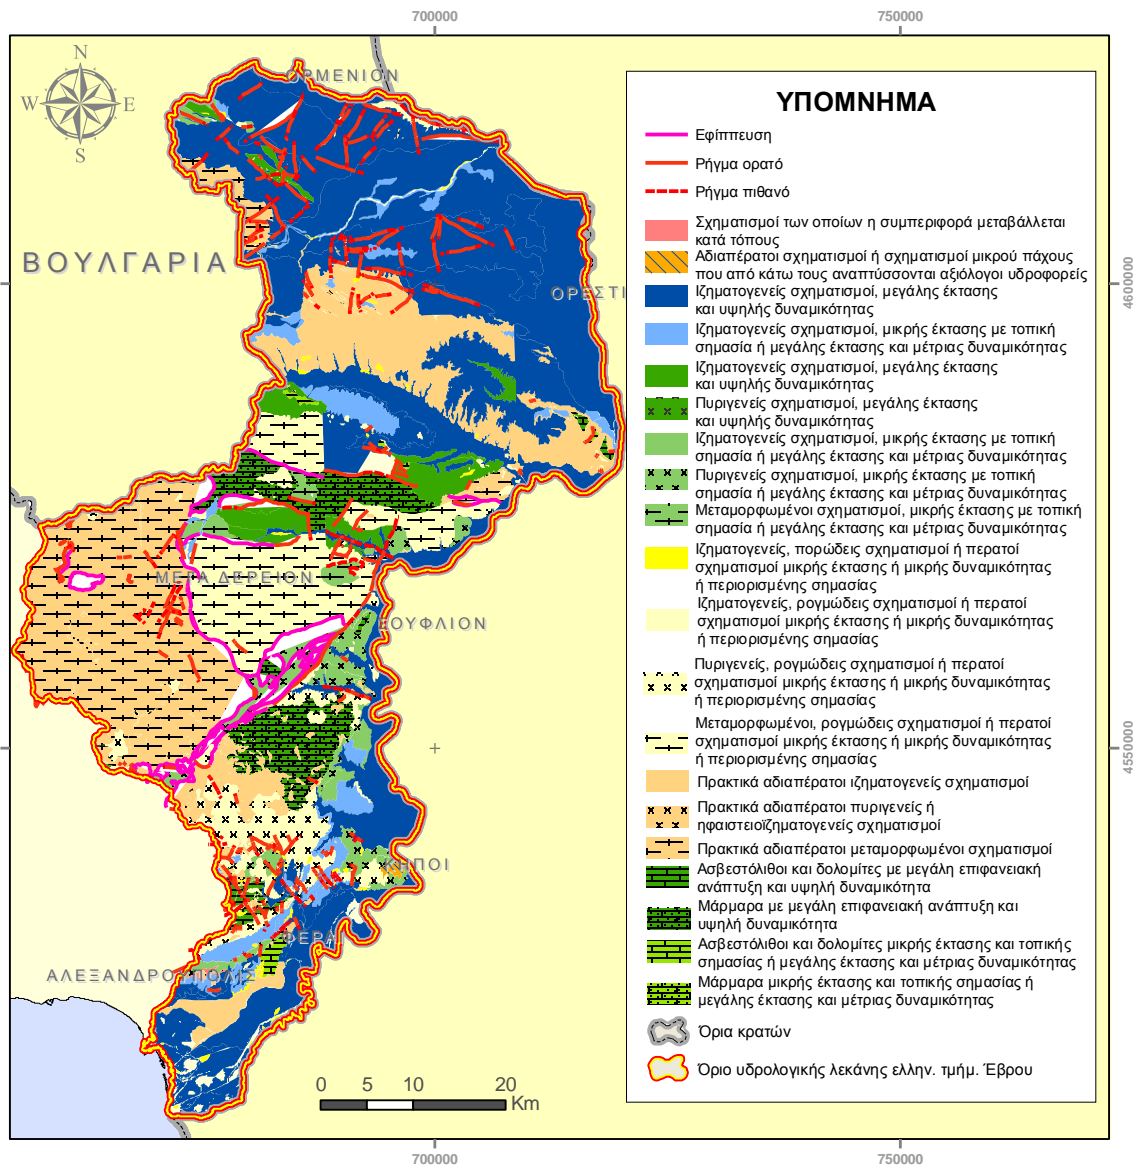 700000
750000
N
W
E
S
ΟΡΜΕΝΙΟΝ
ΒΟΥΛΓΑΡΙΑ
ΟΡΕΣΤΙ
ΜΕΓΑ ΔΕΡΕΙΟΝ
ΣΟΥΦΛΙΟΝ
ΚΗΠΟΙ
ΦΕΡΑΙ
ΑΛΕΞΑΝΔΡΟΥΠΟΛΙΣ
0 5 10 20
Km
ΥΠΟΜΝΗΜΑ
Εφίππευση
Ρήγμα ορατό
Ρήγμα πιθανό
Σχηματισμοί των οποίων η συμπεριφορά μεταβάλλεται
κατά τόπους
Αδιαπέρατοι σχηματισμοί ή σχηματισμοί μικρού πάχους
που από κάτω τους αναπτύσσονται αξιόλογοι υδροφορείς
Ιζηματογενείς σχηματισμοί, μεγάλης έκτασης
και υψηλής δυναμικότητας
Ιζηματογενείς σχηματισμοί, μικρής έκτασης με τοπική
σημασία ή μεγάλης έκτασης και μέτριας δυναμικότητας
Ιζηματογενείς σχηματισμοί, μεγάλης έκτασης
και υψηλής δυναμικότητας
Πυριγενείς σχηματισμοί, μεγάλης έκτασης
και υψηλής δυναμικότητας
Ιζηματογενείς σχηματισμοί, μικρής έκτασης με τοπική
σημασία ή μεγάλης έκτασης και μέτριας δυναμικότητας
Πυριγενείς σχηματισμοί, μικρής έκτασης με τοπική
σημασία ή μεγάλης έκτασης και μέτριας δυναμικότητας
Μεταμορφωμένοι σχηματισμοί, μικρής έκτασης με τοπική
σημασία ή μεγάλης έκτασης και μέτριας δυναμικότητας
Ιζηματογενείς, πορώδεις σχηματισμοί ή περατοί
σχηματισμοί μικρής έκτασης ή μικρής δυναμικότητας
ή περιορισμένης σημασίας
Ιζηματογενείς, ρογμώδεις σχηματισμοί ή περατοί
σχηματισμοί μικρής έκτασης ή μικρής δυναμικότητας
ή περιορισμένης σημασίας
Πυριγενείς, ρογμώδεις σχηματισμοί ή περατοί
σχηματισμοί μικρής έκτασης ή μικρής δυναμικότητας
ή περιορισμένης σημασίας
Μεταμορφωμένοι, ρογμώδεις σχηματισμοί ή περατοί
σχηματισμοί μικρής έκτασης ή μικρής δυναμικότητας
ή περιορισμένης σημασίας
Πρακτικά αδιαπέρατοι ιζηματογενείς σχηματισμοί
Πρακτικά αδιαπέρατοι πυριγενείς ή
ηφαιστειοϊζηματογενείς σχηματισμοί
Πρακτικά αδιαπέρατοι μεταμορφωμένοι σχηματισμοί
Ασβεστόλιθοι και δολομίτες με μεγάλη επιφανειακή
ανάπτυξη και υψηλή δυναμικότητα
Μάρμαρα με μεγάλη επιφανειακή ανάπτυξη και
υψηλή δυναμικότητα
Ασβεστόλιθοι και δολομίτες μικρής έκτασης και τοπικής
σημασίας ή μεγάλης έκτασης και μέτριας δυναμικότητας
Μάρμαρα μικρής έκτασης και τοπικής σημασίας ή
μεγάλης έκτασης και μέτριας δυναμικότητας
Όρια κρατών
Όριο υδρολογικής λεκάνης ελλην. τμήμ. Έβρου
4600000
4550000
700000
750000